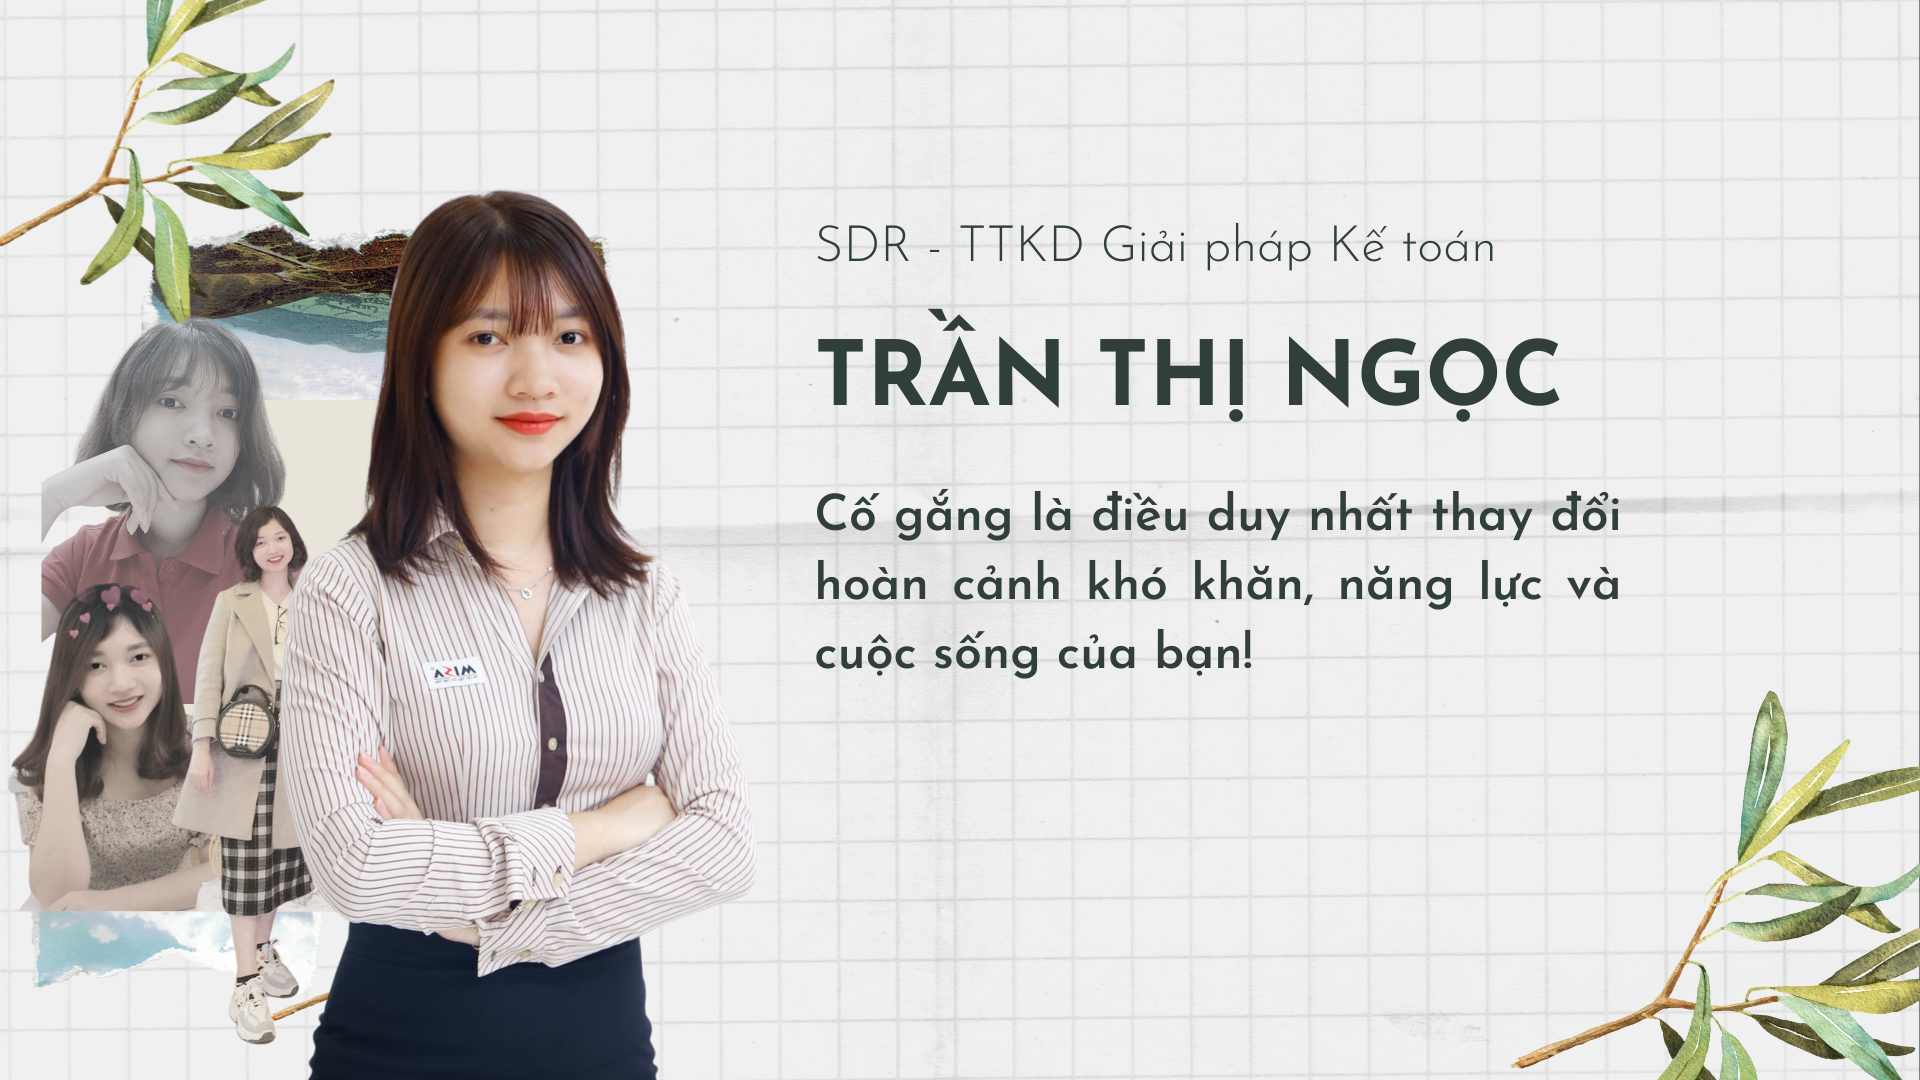 SDR - TTKD Giải pháp Kế toán
TRẦN THỊ NGỌC
Cố gắng là điều duy nhất thay đổi
hoàn cảnh khó khăn, năng lực và
cuộc sống của bạn!